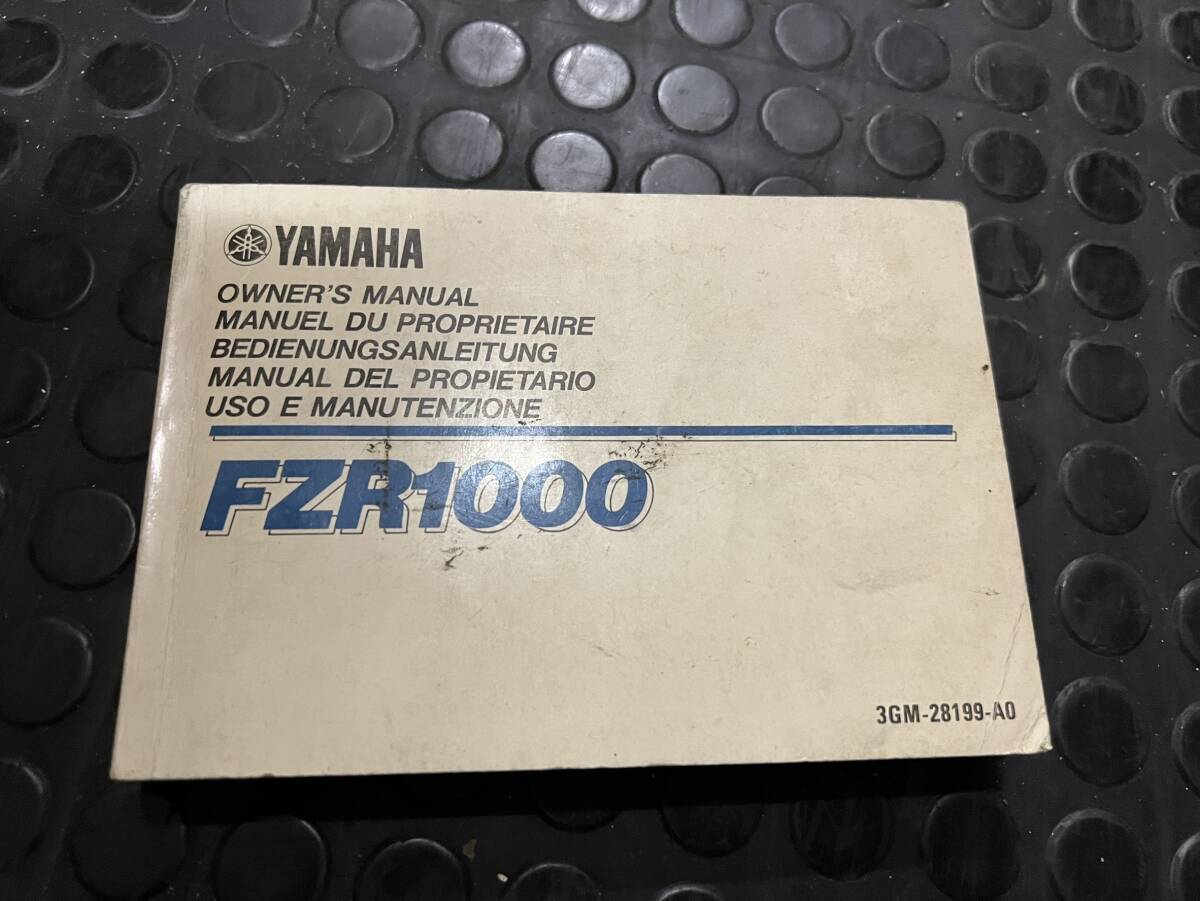 YAMAHA
OWNER'S MANUAL
MANUEL DU PROPRIETAIRE
BEDIENUNGSANLEITUNG
MANUAL DEL PROPIETARIO
USO E MANUTENZIONE
FZR1000
3GM-28199-A0